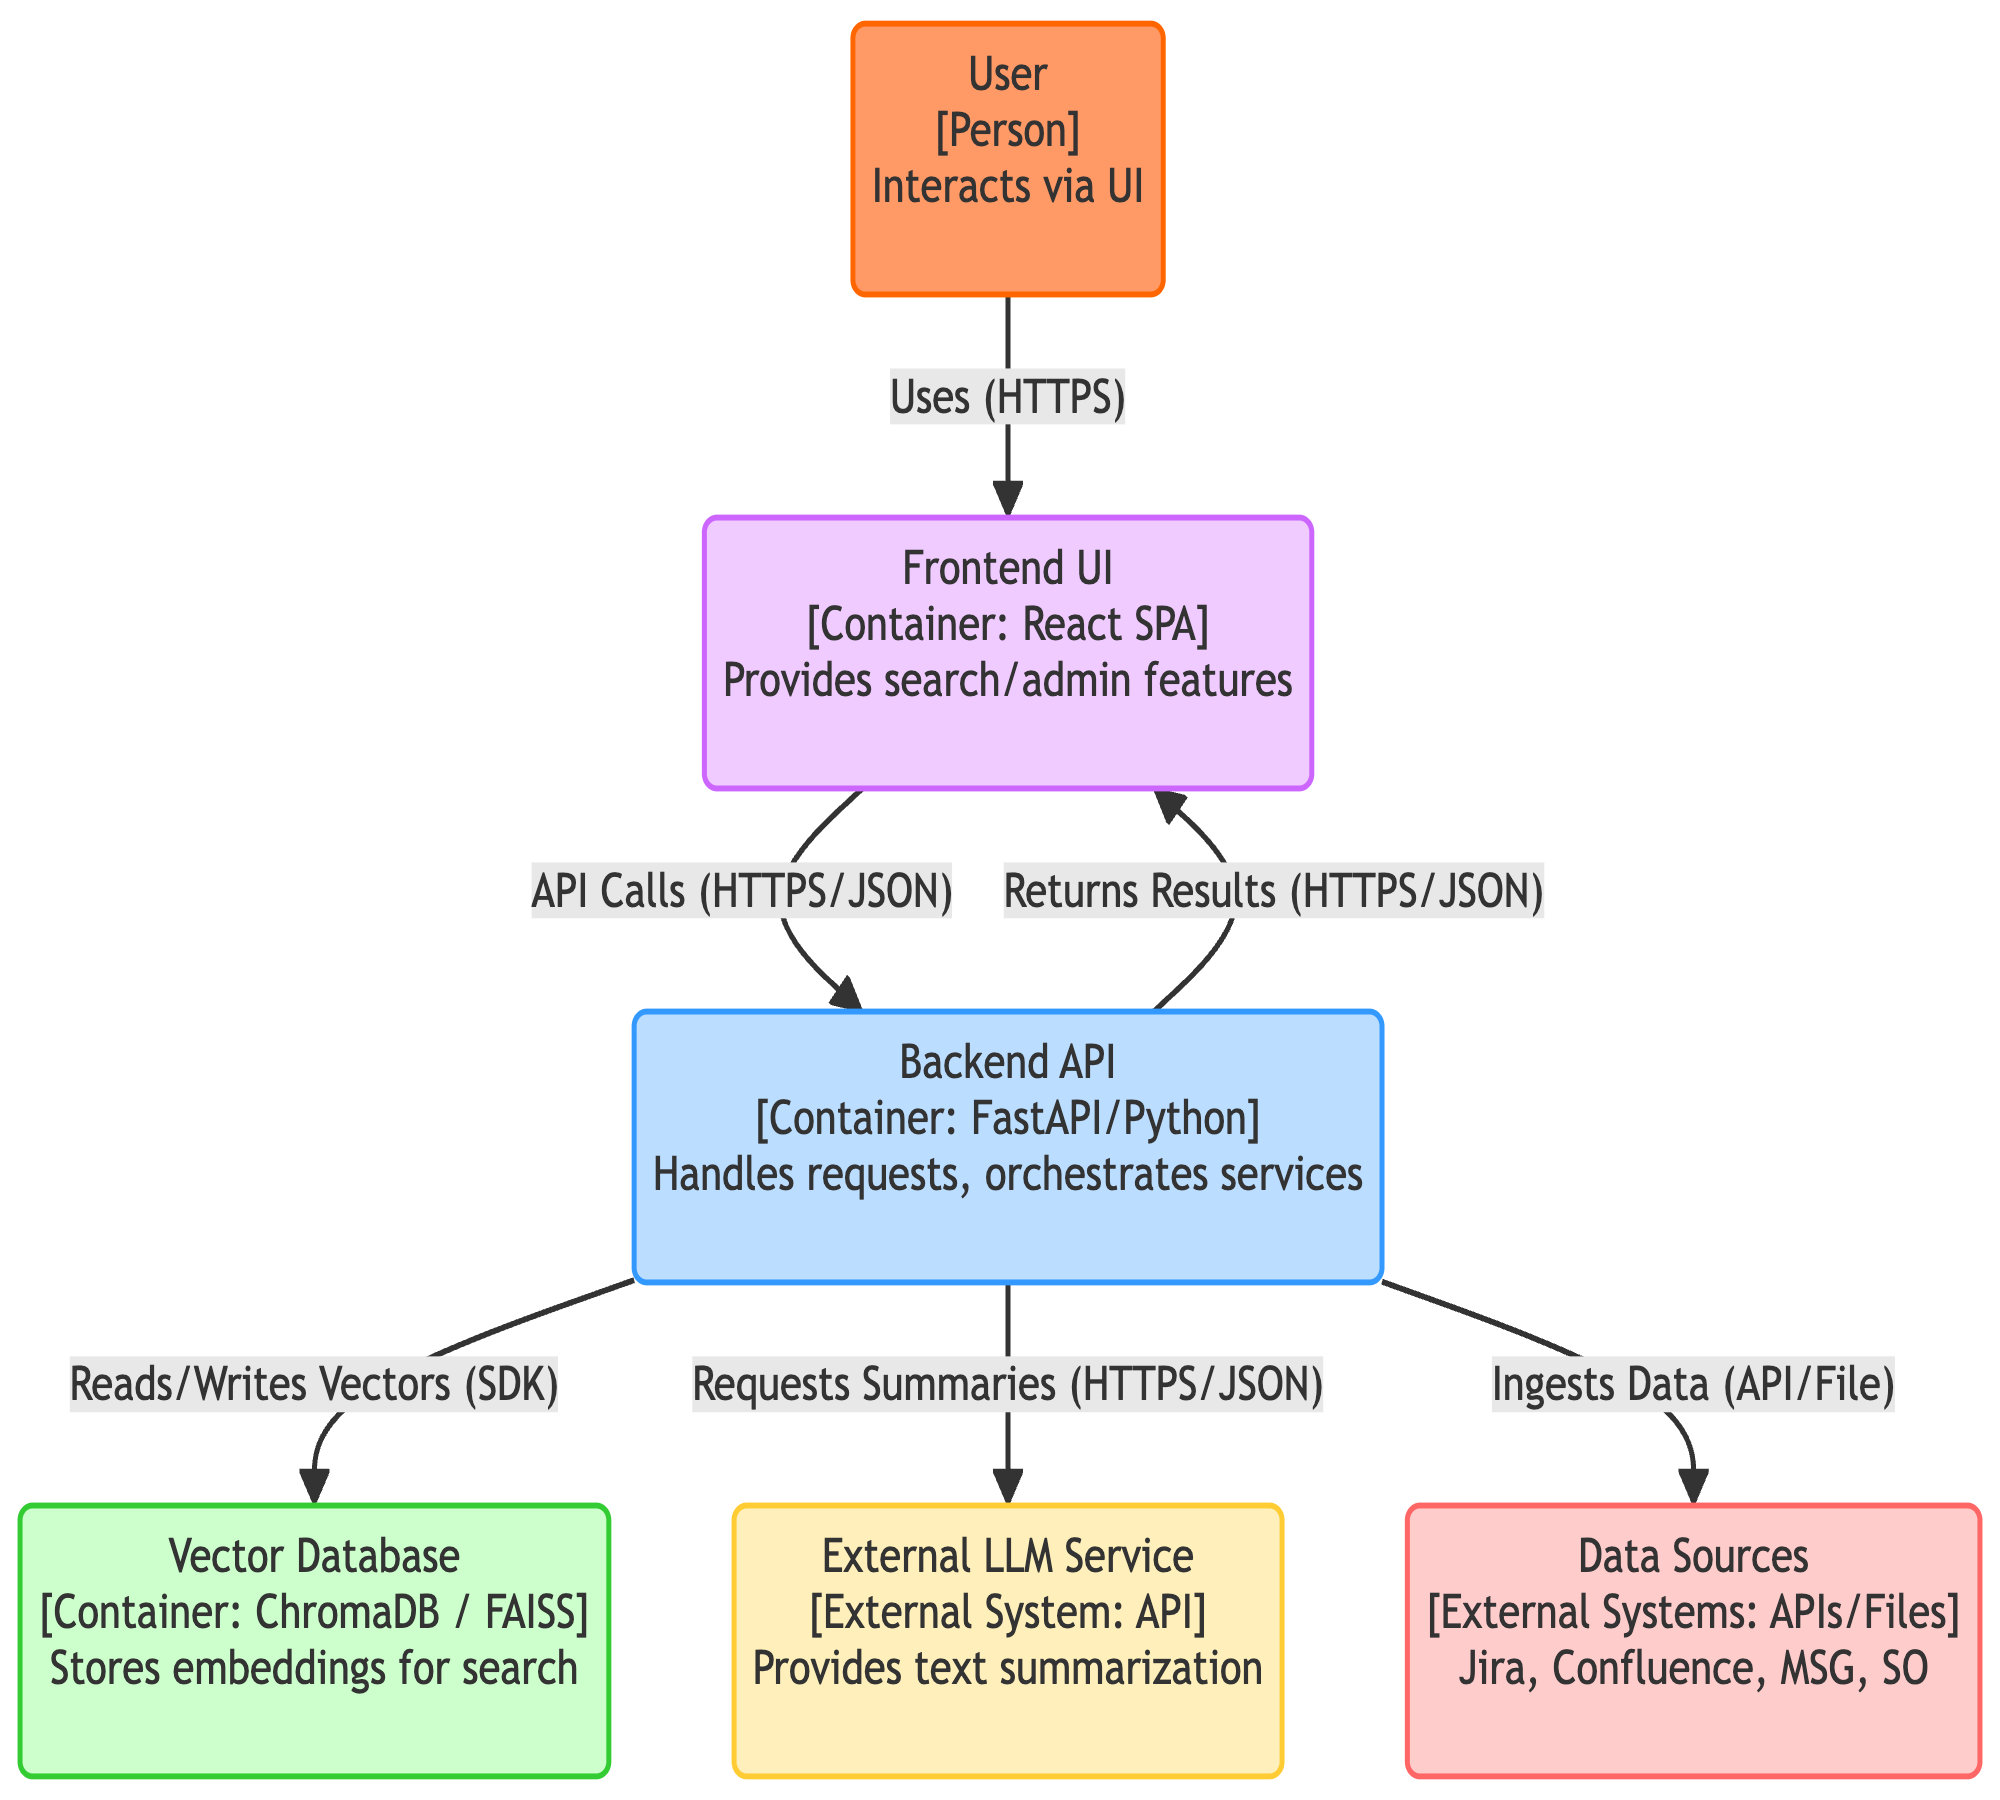 User
[Person]
Interacts via UI
Uses (HTTPS)
Frontend UI
[Container: React SPA]
Provides search/admin features
API Calls (HTTPS/JSON)
Returns Results (HTTPS/JSON)
Backend API
[Container: FastAPI/Python]
Handles requests, orchestrates services
Reads/Writes Vectors (SDK)
Requests Summaries (HTTPS/JSON)
Ingests Data (API/File)
Vector Database
[Container: ChromaDB / FAISS]
Stores embeddings for search
External LLM Service
[External System: API]
Provides text summarization
Data Sources
[External Systems: APIs/Files]
Jira, Confluence, MSG, SO